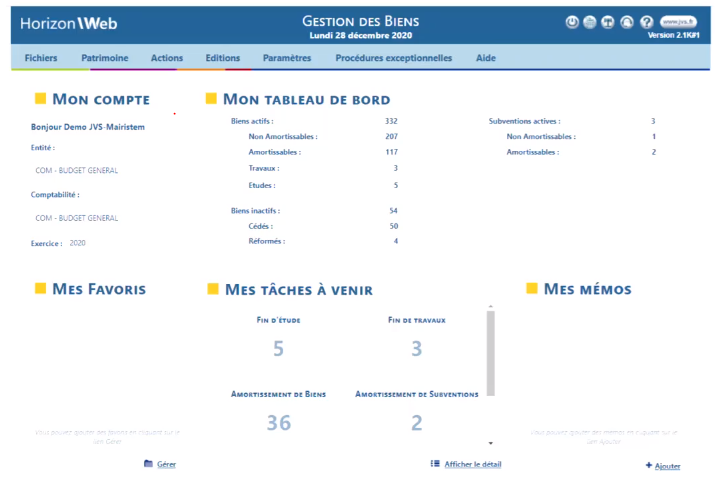 Horizon\Web
GESTION DES BIENS
Lundi 28 décembre 2020
www.jvs.fr
Version 2.1K#1
Fichiers Patrimoine Actions Editions Paramètres Procédures exceptionnelles Aide
MON COMPTE
Bonjour Demo JVS-Mairistem
Entité :
COM - BUDGET GENERAL
Comptabilité :
COM - BUDGET GENERAL
Exercice : 2020
MON TABLEAU DE BORD
Biens actifs : 332
Non Amortissables : 207
Amortissables : 117
Travaux : 3
Etudes : 5
Biens inactifs : 54
Cédés : 50
Réformés : 4
Subventions actives : 3
Non Amortissables : 1
Amortissables : 2
MES FAVORIS
Vous pouvez ajouter des favoris en cliquant sur le
lien Gérer
Gérer
MES TÂCHES À VENIR
FIN D'ÉTUDE
5
FIN DE TRAVAUX
3
AMORTISSEMENT DE BIENS
36
AMORTISSEMENT DE SUBVENTIONS
2
Afficher le détail
MES MÉMOS
Vous pouvez ajouter des mémos en cliquant sur le
lien Ajouter
Ajouter